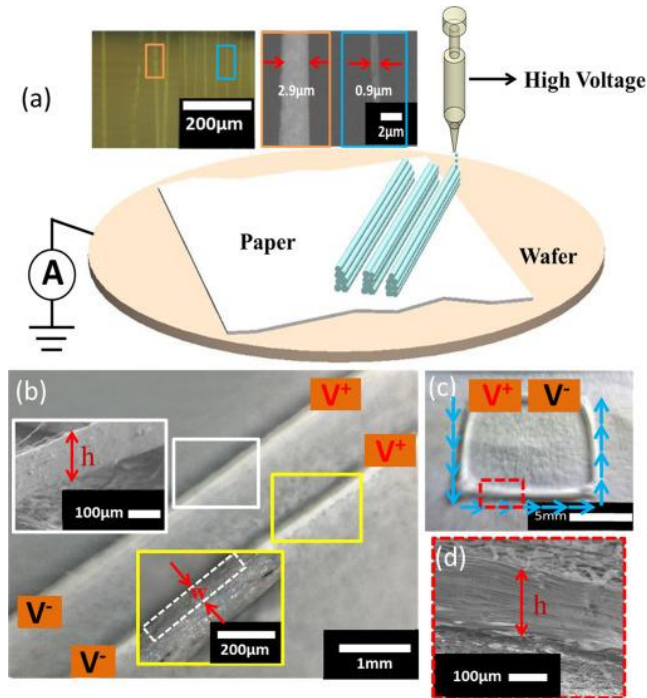 (a)
200μm
2.9μm
0.9μm
2μm
High Voltage
A
Paper
Wafer
(b)
V⁺
V⁺
h
100μm
V⁻
V⁻
w
200μm
1mm
(c)
V⁺
V⁻
5mm
(d)
h
100μm